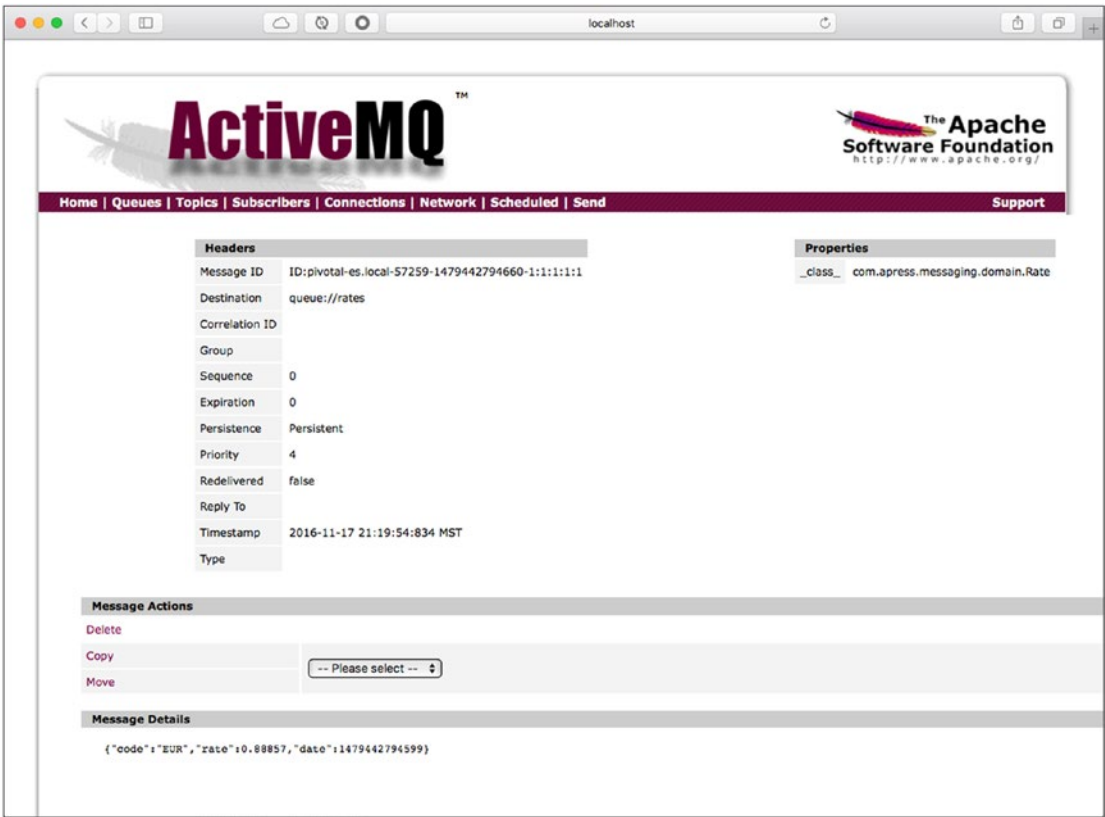 localhost
ActiveMQ™
The Apache
Software Foundation
http://www.apache.org/
Home | Queues | Topics | Subscribers | Connections | Network | Scheduled | Send Support
Headers
Message ID ID:pivotal-es.local-57259-1479442794660-1:1:1:1:1
Destination queue://rates
Correlation ID
Group
Sequence 0
Expiration 0
Persistence Persistent
Priority 4
Redelivered false
Reply To
Timestamp 2016-11-17 21:19:54:834 MST
Type
Properties
_class_ com.apress.messaging.domain.Rate
Message Actions
Delete
Copy
-- Please select --
Move
Message Details
{"code":"EUR","rate":0.88857,"date":1479442794599}